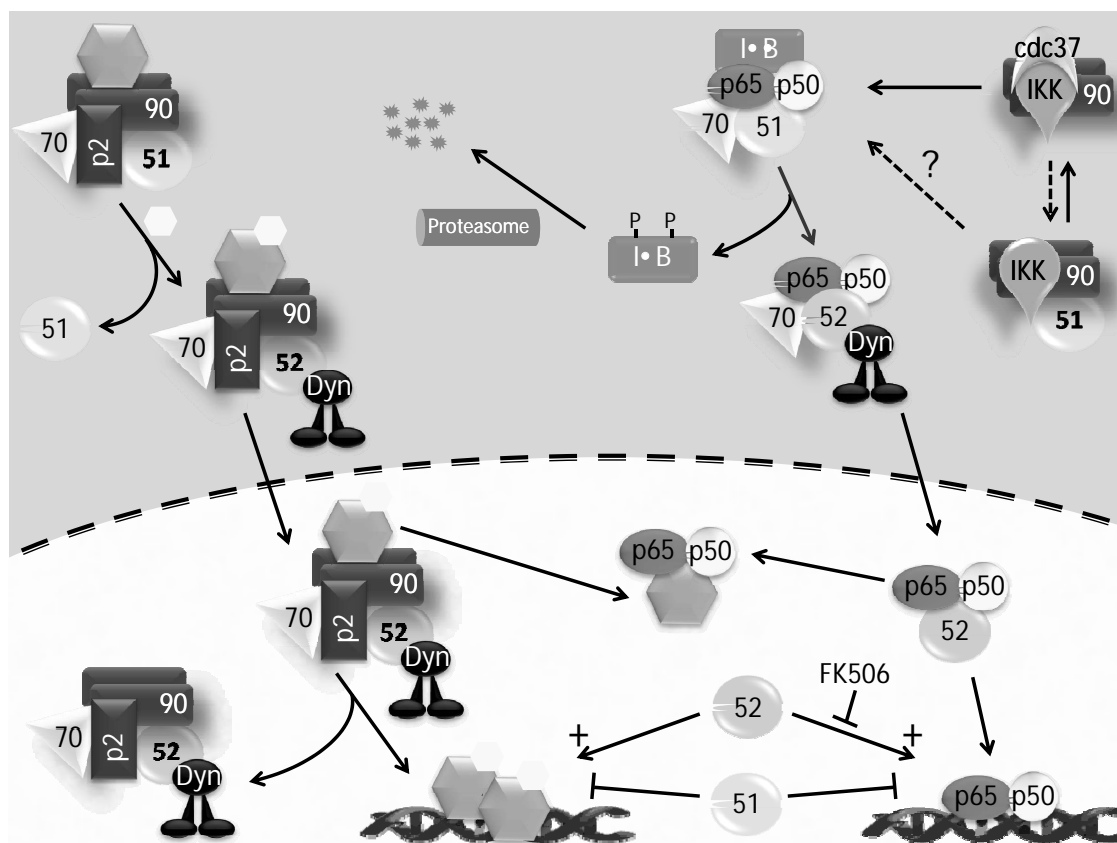 90
70
p2
51
51
90
70
p2
52
Dyn
Proteasome
I•B
p65
p50
70
51
P P
I•B
p65
p50
70
52
Dyn
cdc37
IKK
90
?
IKK
90
51
90
70
p2
52
Dyn
p65
p50
p65
p50
52
90
70
p2
52
Dyn
FK506
52
+
+
51
p65
p50